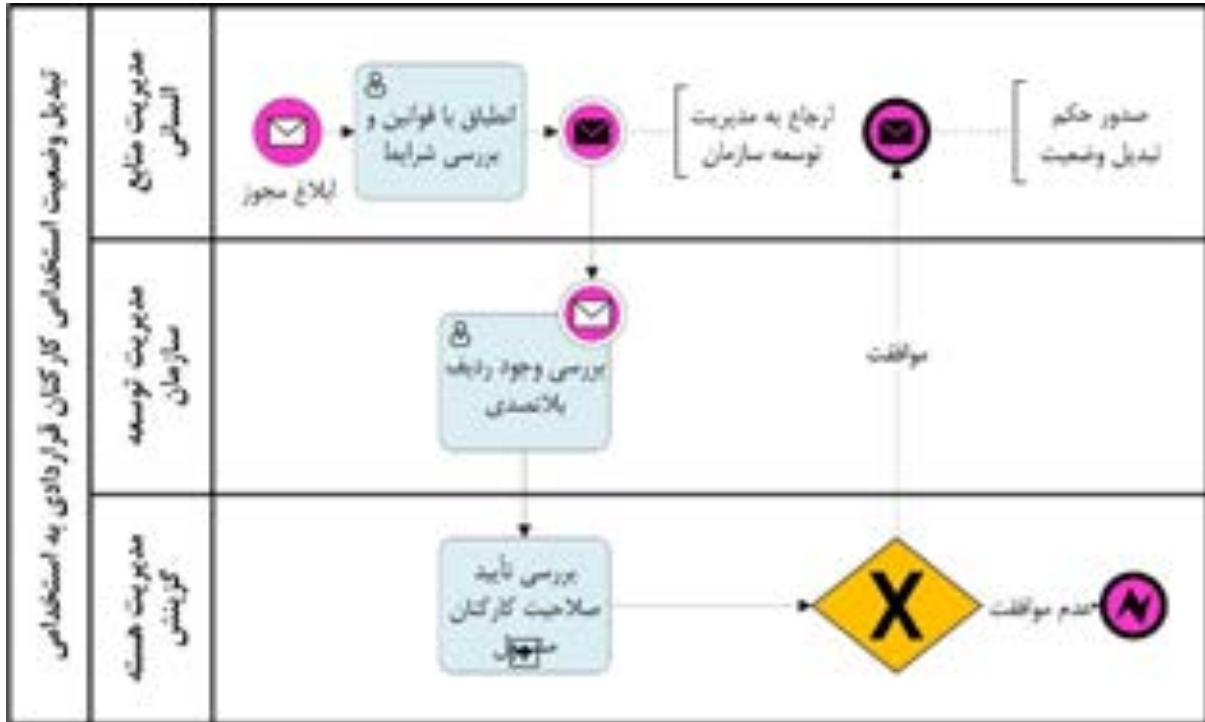 تبدیل وضعیت استخدامی کارکنان قراردادی به استخدامی
مدیریت منابع
انسانی
ابلاغ مجوز
انطباق با قوانین و
بررسی شرایط
ارجاع به مدیریت
توسعه سازمان
صدور حکم
تبدیل وضعیت
مدیریت توسعه
سازمان
بررسی وجود ردیف
بلاتصدی
موافقت
مدیریت هسته
گزینش
بررسی تأیید
صلاحیت کارکنان
عدم موافقت